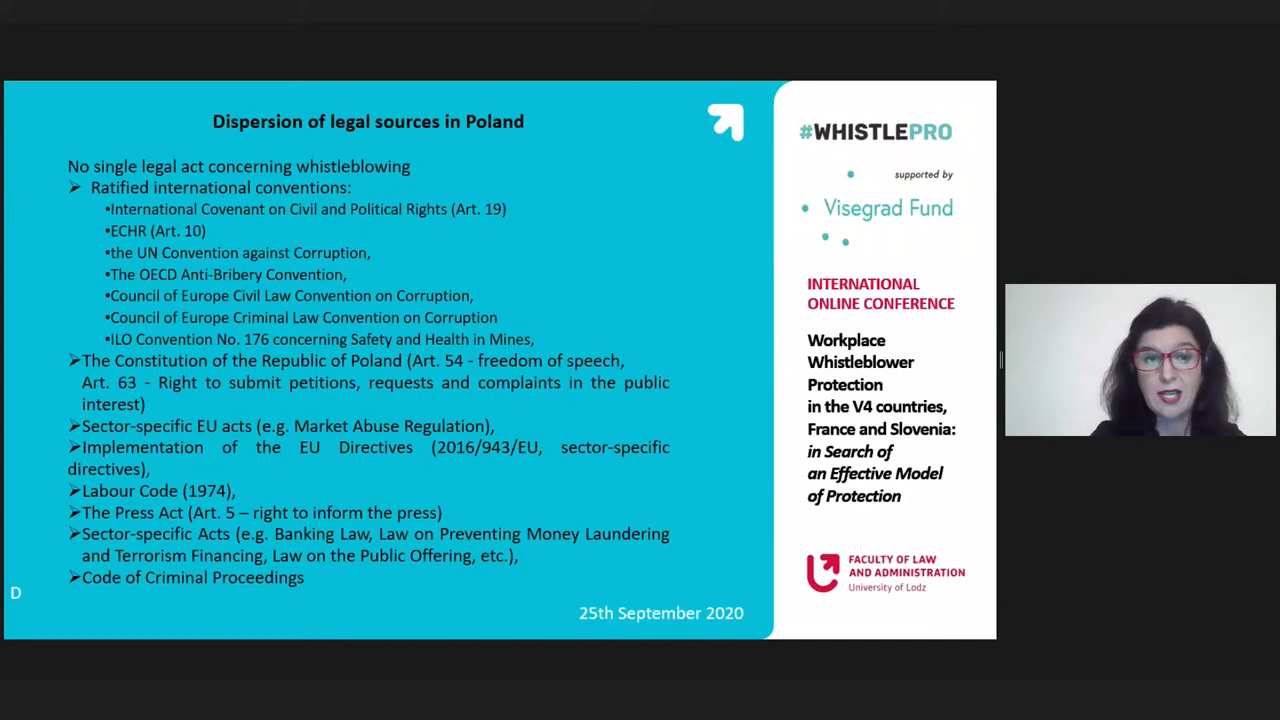 Dispersion of legal sources in Poland
No single legal act concerning whistleblowing
➢ Ratified international conventions:
•International Covenant on Civil and Political Rights (Art. 19)
•ECHR (Art. 10)
•the UN Convention against Corruption,
•The OECD Anti-Bribery Convention,
•Council of Europe Civil Law Convention on Corruption,
•Council of Europe Criminal Law Convention on Corruption
•ILO Convention No. 176 concerning Safety and Health in Mines,
➢The Constitution of the Republic of Poland (Art. 54 - freedom of speech,
Art. 63 - Right to submit petitions, requests and complaints in the public
interest)
➢Sector-specific EU acts (e.g. Market Abuse Regulation),
➢Implementation of the EU Directives (2016/943/EU, sector-specific
directives),
➢Labour Code (1974),
➢The Press Act (Art. 5 – right to inform the press)
➢Sector-specific Acts (e.g. Banking Law, Law on Preventing Money Laundering
and Terrorism Financing, Law on the Public Offering, etc.),
➢Code of Criminal Proceedings
D
25th September 2020
#WHISTLEPRO
supported by
Visegrad Fund
INTERNATIONAL
ONLINE CONFERENCE
Workplace
Whistleblower
Protection
in the V4 countries,
France and Slovenia:
in Search of
an Effective Model
of Protection
FACULTY OF LAW
AND ADMINISTRATION
University of Lodz